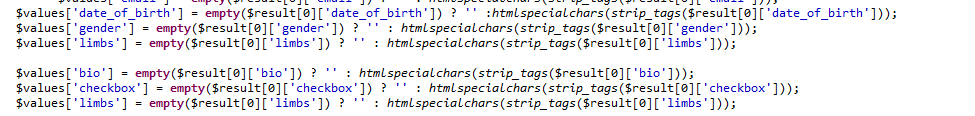 $values['date_of_birth'] = empty($result[0]['date_of_birth']) ? '' :htmlspecialchars(strip_tags($result[0]['date_of_birth']));
$values['gender'] = empty($result[0]['gender']) ? '' : htmlspecialchars(strip_tags($result[0]['gender']));
$values['limbs'] = empty($result[0]['limbs']) ? '' : htmlspecialchars(strip_tags($result[0]['limbs']));
$values['bio'] = empty($result[0]['bio']) ? '' : htmlspecialchars(strip_tags($result[0]['bio']));
$values['checkbox'] = empty($result[0]['checkbox']) ? '' : htmlspecialchars(strip_tags($result[0]['checkbox']));
$values['limbs'] = empty($result[0]['limbs']) ? '' : htmlspecialchars(strip_tags($result[0]['limbs']));